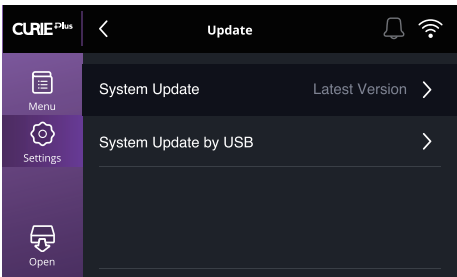 CURIE Plus
Update
Menu
System Update
Latest Version
Settings
System Update by USB
Open